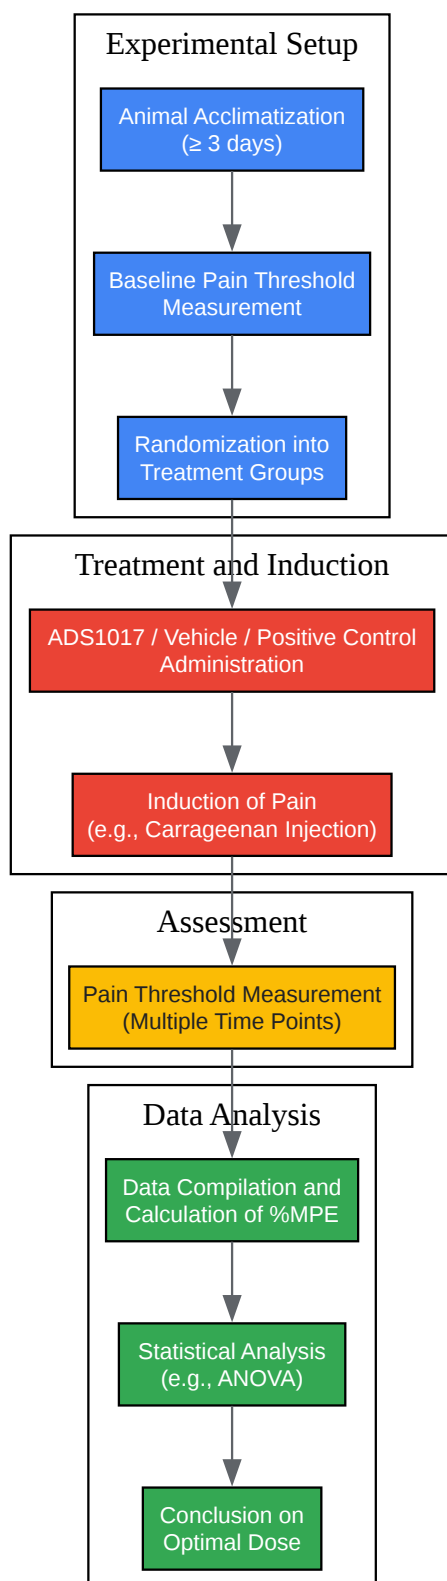 Experimental Setup
Animal Acclimatization
(≥ 3 days)
Baseline Pain Threshold
Measurement
Randomization into
Treatment Groups
Treatment and Induction
ADS1017 / Vehicle / Positive Control
Administration
Induction of Pain
(e.g., Carrageenan Injection)
Assessment
Pain Threshold Measurement
(Multiple Time Points)
Data Analysis
Data Compilation and
Calculation of %MPE
Statistical Analysis
(e.g., ANOVA)
Conclusion on
Optimal Dose